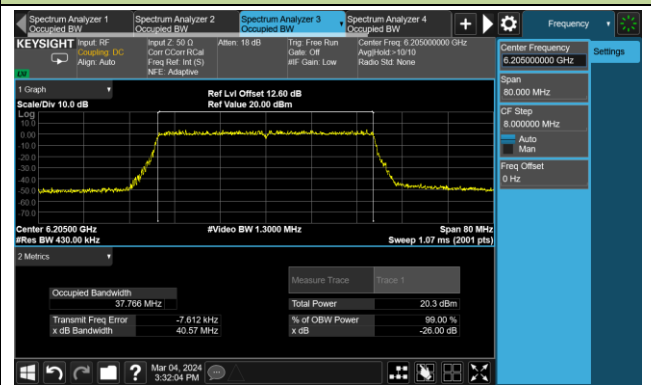 Spectrum Analyzer 1
Occupied BW
Spectrum Analyzer 2
Occupied BW
Spectrum Analyzer 3
Occupied BW
Spectrum Analyzer 4
Occupied BW
Frequency
KEYSIGHT
Input: RF
Coupling: DC
Align: Auto
Input Z: 50 Ω
Corr CCorr RCal
Freq Ref: Int (S)
NFE: Adaptive
Atten: 18 dB
Trig: Free Run
Gate: Off
#IF Gain: Low
Center Freq: 6.205000000 GHz
Avg|Hold:>10/10
Radio Std: None
Center Frequency
6.205000000 GHz
Settings
Span
80.000 MHz
CF Step
8.000000 MHz
Auto
Man
Freq Offset
0 Hz
1 Graph
Scale/Div 10.0 dB
Ref Lvl Offset 12.60 dB
Ref Value 20.00 dBm
Log
10.0
0.00
-10.0
-20.0
-30.0
-40.0
-50.0
-60.0
-70.0
Center 6.20500 GHz
#Video BW 1.3000 MHz
Span 80 MHz
#Res BW 430.00 kHz
Sweep 1.07 ms (2001 pts)
2 Metrics
Measure Trace
Trace 1
Occupied Bandwidth
37.766 MHz
Total Power
20.3 dBm
Transmit Freq Error
-7.612 kHz
% of OBW Power
99.00 %
x dB Bandwidth
40.57 MHz
x dB
-26.00 dB
Mar 04, 2024
3:32:04 PM